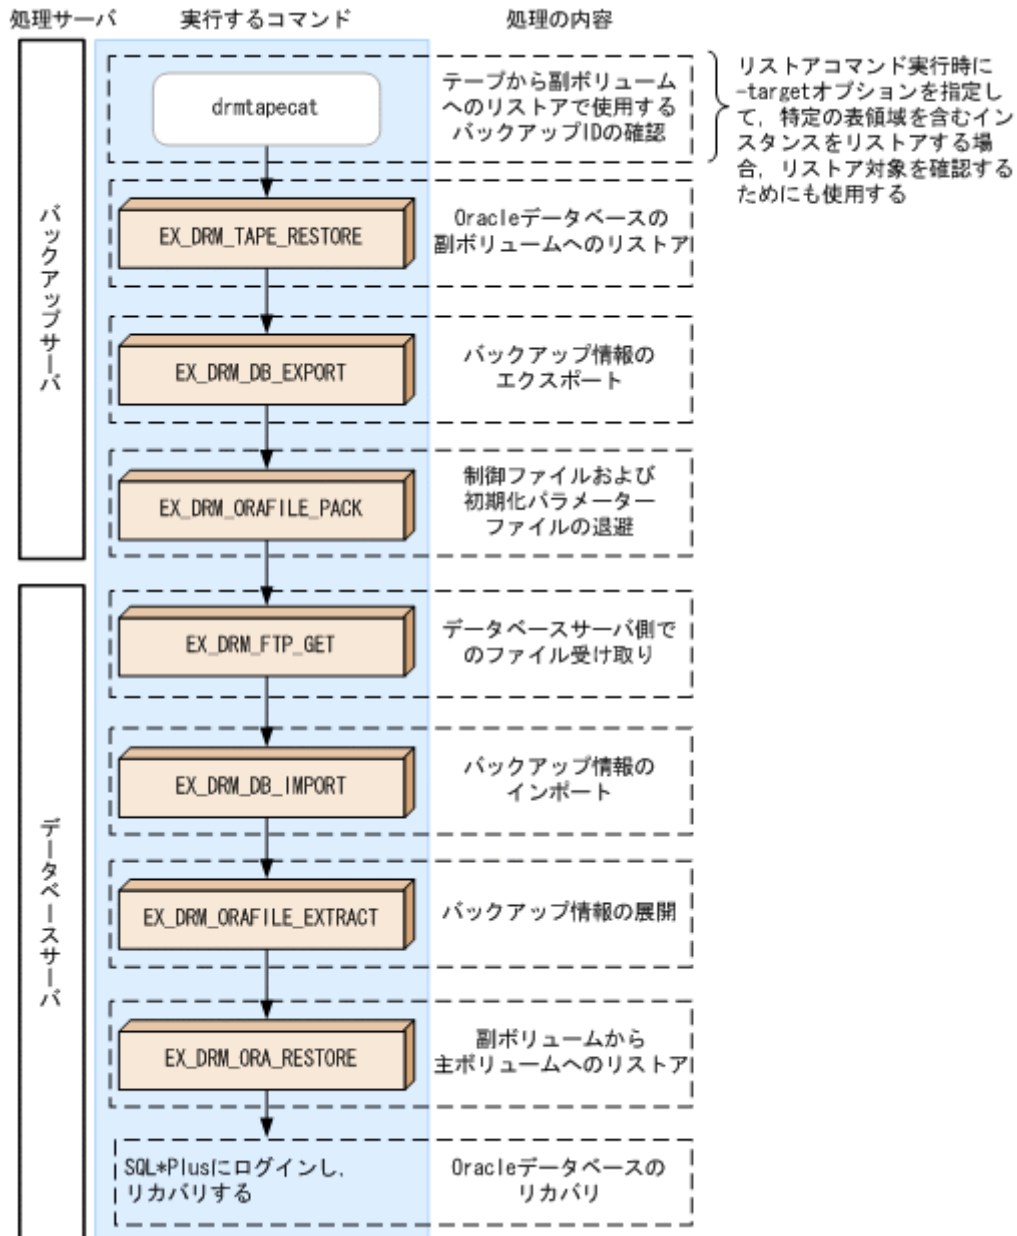 処理サーバ 実行するコマンド 処理の内容
バックアップサーバ
drmtapecat
テープから副ボリューム
へのリストアで使用する
バックアップIDの確認
リストアコマンド実行時に
-targetオプションを指定し
て，特定の表領域を含むイン
スタンスをリストアする場
合，リストア対象を確認する
ためにも使用する
EX_DRM_TAPE_RESTORE
Oracleデータベースの
副ボリュームへのリストア
EX_DRM_DB_EXPORT
バックアップ情報の
エクスポート
EX_DRM_ORAFILE_PACK
制御ファイルおよび
初期化パラメーター
ファイルの退避
データベースサーバ
EX_DRM_FTP_GET
データベースサーバ側で
のファイル受け取り
EX_DRM_DB_IMPORT
バックアップ情報の
インポート
EX_DRM_ORAFILE_EXTRACT
バックアップ情報の展開
EX_DRM_ORA_RESTORE
副ボリュームから
主ボリュームへのリストア
SQL*Plusにログインし，
リカバリする
Oracleデータベースの
リカバリ